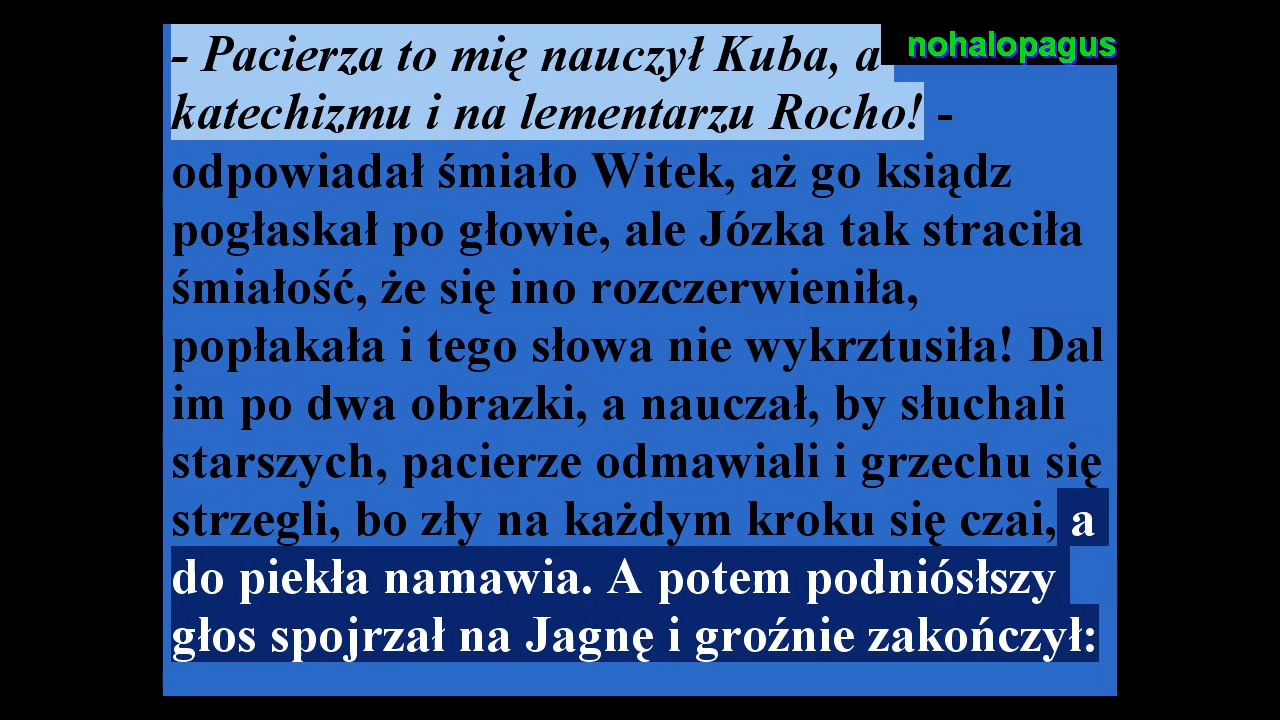 - Pacierza to mię nauczył Kuba, a
nohalopagus
katechizmu i na lementarzu Rocho! -
odpowiadał śmiało Witek, aż go ksiądz
pogłaskał po głowie, ale Józka tak straciła
śmiałość, że się ino rozczerwieniła,
popłakała i tego słowa nie wykrztusiła! Dal
im po dwa obrazki, a nauczał, by słuchali
starszych, pacierze odmawiali i grzechu się
strzegli, bo zły na każdym kroku się czai, a
do piekła namawia. A potem podniósłszy
głos spojrzał na Jagnę i groźnie zakończył: